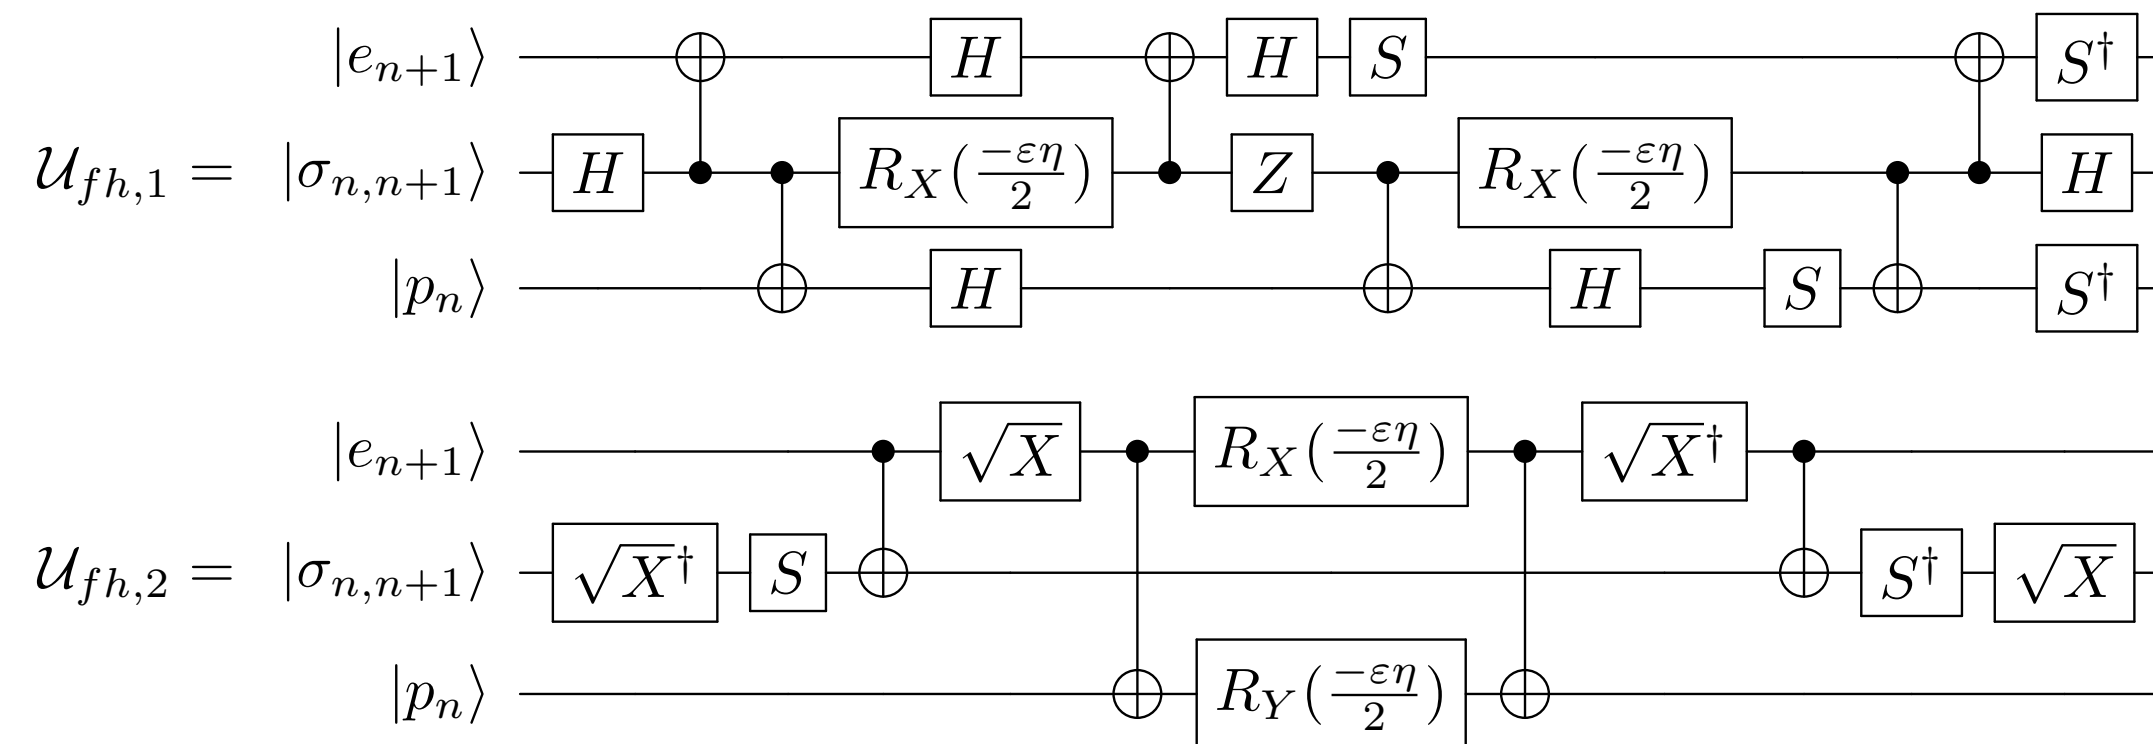 |e_{n+1}⟩ H H S S†
𝒰_{fh,1} = |σ_{n,n+1}⟩ H R_X(−εη/2) Z R_X(−εη/2) H
|p_n⟩ H H S S†
|e_{n+1}⟩ √X R_X(−εη/2) √X†
𝒰_{fh,2} = |σ_{n,n+1}⟩ √X† S S† √X
|p_n⟩ R_Y(−εη/2)